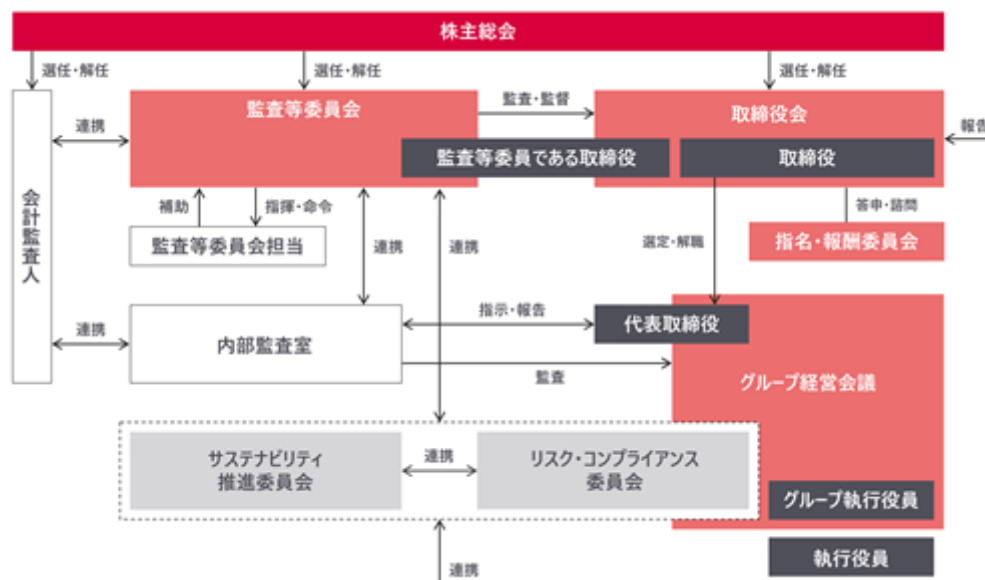 株主総会
選任・解任
選任・解任
選任・解任
会計監査人
連携
監査等委員会
監査・監督
取締役会
監査等委員である取締役
取締役
報告
補助
指揮・命令
連携
連携
選定・解職
答申・諮問
監査等委員会担当
指名・報酬委員会
連携
内部監査室
指示・報告
代表取締役
監査
グループ経営会議
サステナビリティ
推進委員会
連携
リスク・コンプライアンス
委員会
グループ執行役員
執行役員
連携